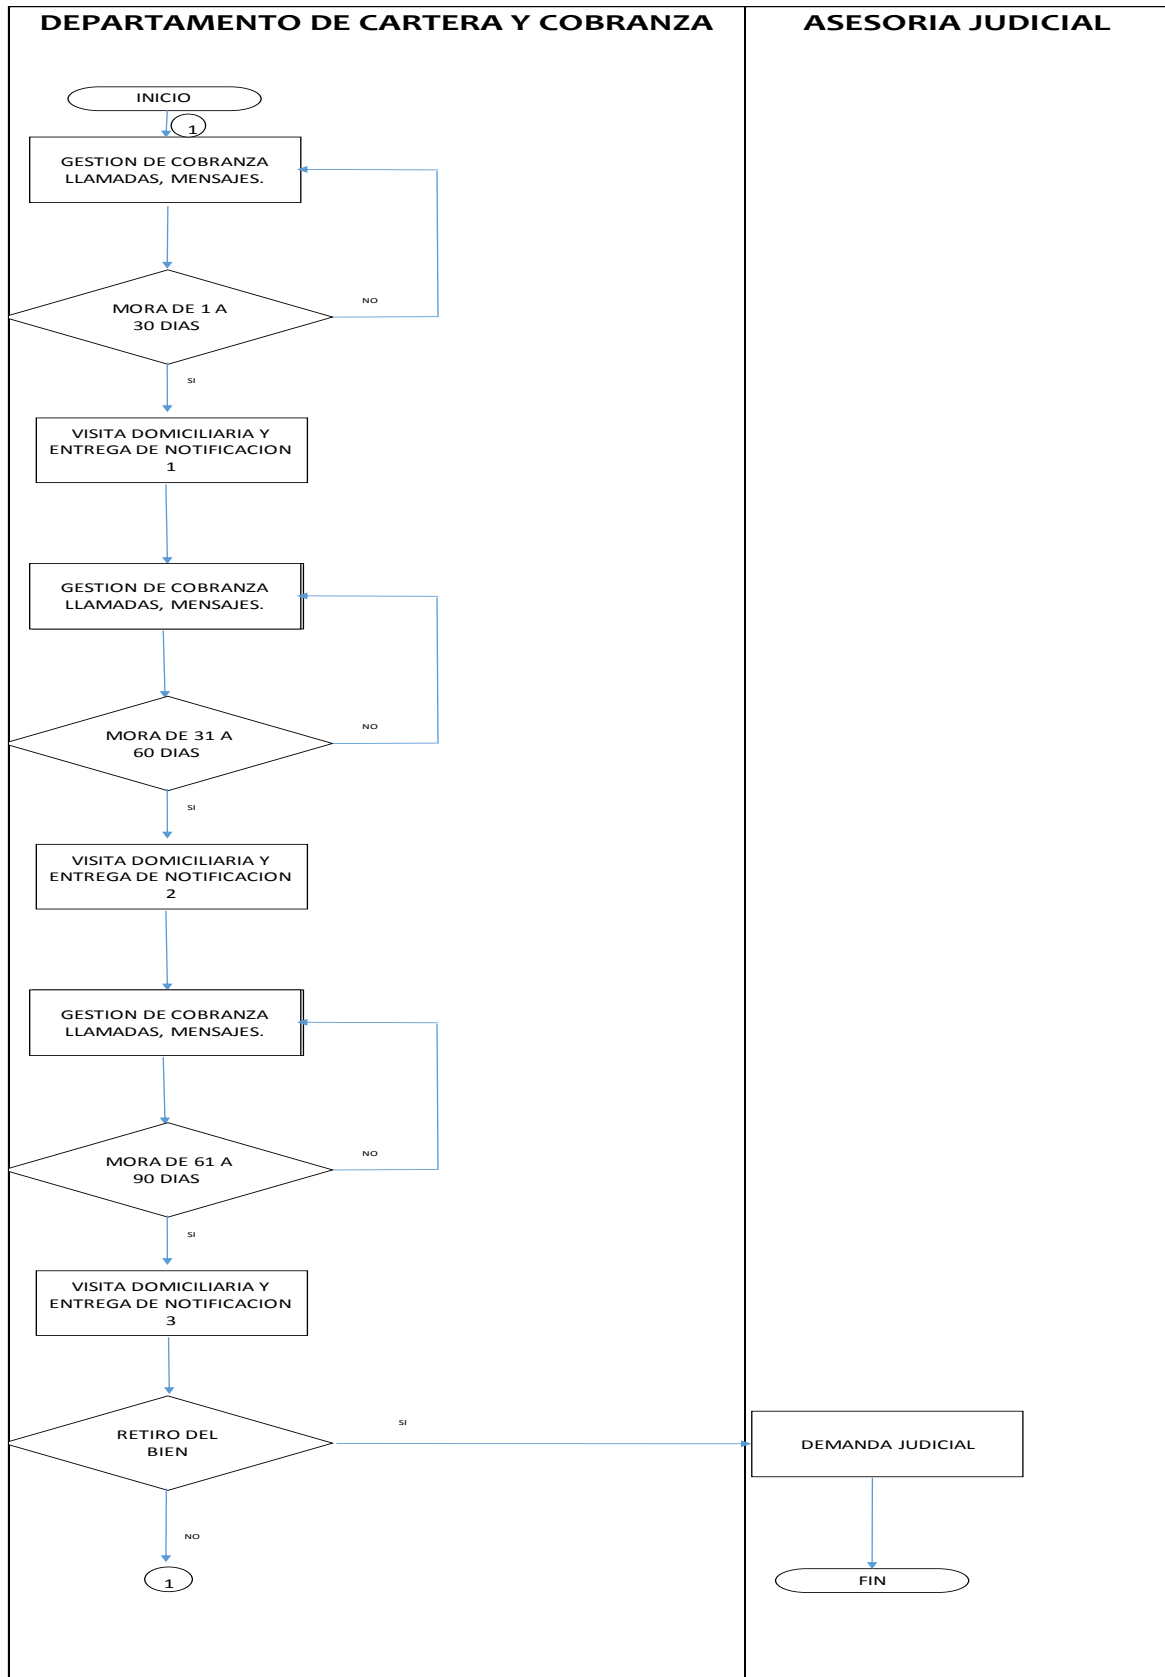 DEPARTAMENTO DE CARTERA Y COBRANZA
ASESORIA JUDICIAL
INICIO
1
GESTION DE COBRANZA
LLAMADAS, MENSAJES.
MORA DE 1 A
30 DIAS
NO
SI
VISITA DOMICILIARIA Y
ENTREGA DE NOTIFICACION
1
GESTION DE COBRANZA
LLAMADAS, MENSAJES.
MORA DE 31 A
60 DIAS
NO
SI
VISITA DOMICILIARIA Y
ENTREGA DE NOTIFICACION
2
GESTION DE COBRANZA
LLAMADAS, MENSAJES.
MORA DE 61 A
90 DIAS
NO
SI
VISITA DOMICILIARIA Y
ENTREGA DE NOTIFICACION
3
RETIRO DEL
BIEN
SI
DEMANDA JUDICIAL
NO
1
FIN